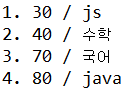 1. 30 / js
2. 40 / 수학
3. 70 / 국어
4. 80 / java